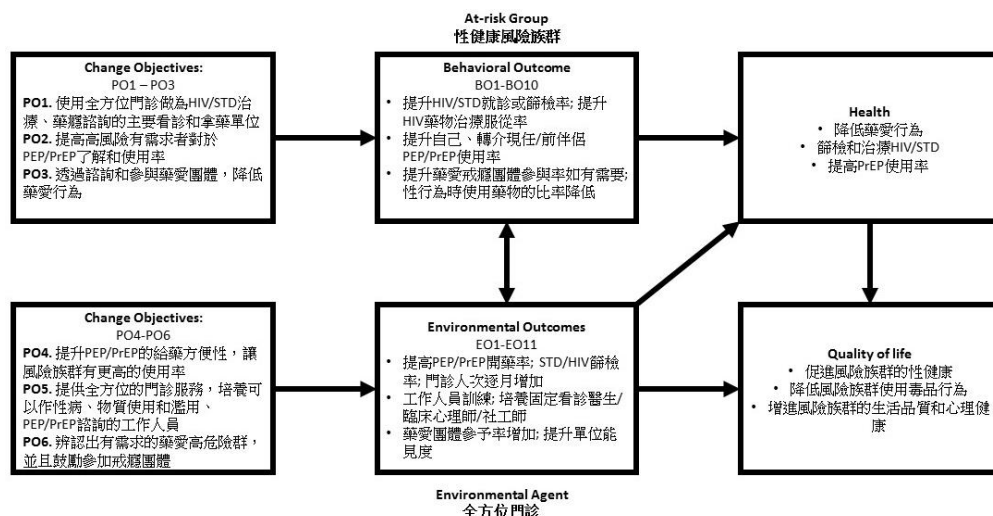 At-risk Group
性健康風險族群
Change Objectives:
PO1 – PO3
PO1. 使用全方位門診做為HIV/STD治
療、藥癮諮詢的主要看診和拿藥單位
PO2. 提高高風險有需求者對於
PEP/PrEP了解和使用率
PO3. 透過諮詢和參與藥愛團體，降低
藥愛行為
Behavioral Outcome
BO1-BO10
• 提升HIV/STD就診或篩檢率; 提升
HIV藥物治療服從率
• 提升自己、轉介現任/前伴侶
PEP/PrEP使用率
• 提升藥愛戒癮團體參與率如有需要;
性行為時使用藥物的比率降低
Health
• 降低藥愛行為
• 篩檢和治療HIV/STD
• 提高PrEP使用率
Change Objectives:
PO4-PO6
PO4. 提升PEP/PrEP的給藥方便性，讓
風險族群有更高的使用率
PO5. 提供全方位的門診服務，培養可
以作性病、物質使用和濫用、
PEP/PrEP諮詢的工作人員
PO6. 辨認出有需求的藥愛高危險群，
並且鼓勵參加戒癮團體
Environmental Outcomes
EO1-EO11
• 提高PEP/PrEP開藥率; STD/HIV篩檢
率; 門診人次逐月增加
• 工作人員訓練; 培養固定看診醫生/
臨床心理師/社工師
• 藥愛團體參予率增加; 提升單位能
見度
Quality of life
• 促進風險族群的性健康
• 降低風險族群使用毒品行為
• 增進風險族群的生活品質和心理健
康
Environmental Agent
全方位門診